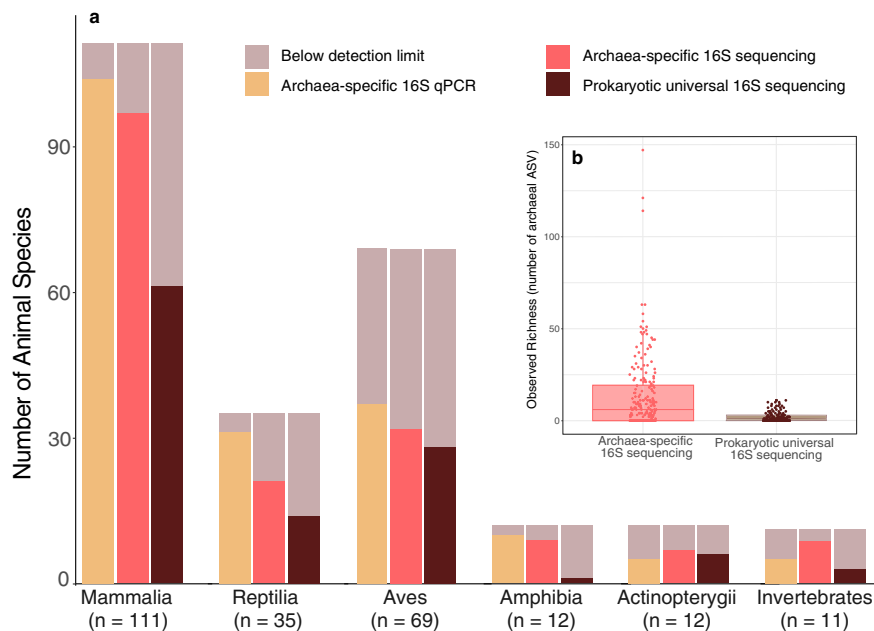 a
Below detection limit
Archaea-specific 16S qPCR
Archaea-specific 16S sequencing
Prokaryotic universal 16S sequencing
Number of Animal Species
90
60
30
0
Mammalia
(n = 111)
Reptilia
(n = 35)
Aves
(n = 69)
Amphibia
(n = 12)
Actinopterygii
(n = 12)
Invertebrates
(n = 11)
b
Observed Richness (number of archaeal ASV)
150
100
50
0
Archaea-specific
16S sequencing
Prokaryotic universal
16S sequencing